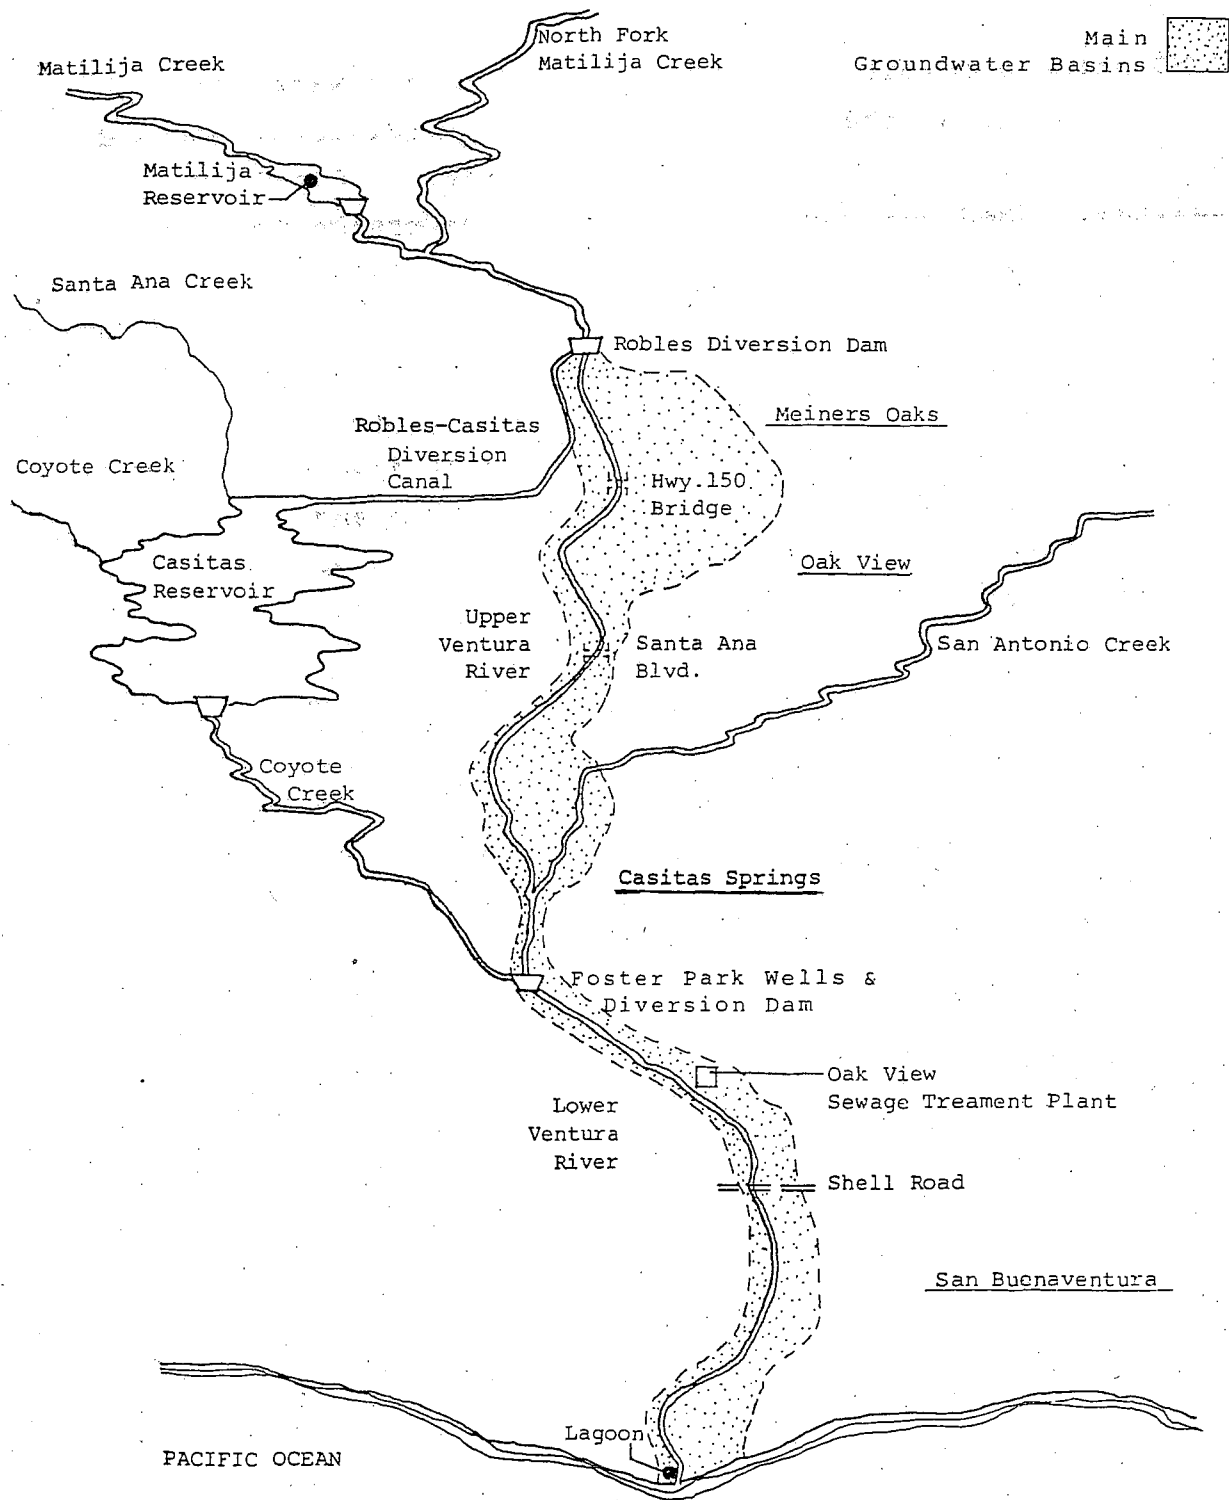 North Fork
Matilija Creek
Main
Groundwater Basins
Matilija Creek
Matilija
Reservoir
Santa Ana Creek
Robles Diversion Dam
Meiners Oaks
Robles-Casitas
Diversion
Canal
Coyote Creek
Hwy.150
Bridge
Casitas
Reservoir
Oak View
Upper
Ventura
River
Santa Ana
Blvd.
San Antonio Creek
Coyote
Creek
Casitas Springs
Foster Park Wells &
Diversion Dam
Oak View
Sewage Treament Plant
Lower
Ventura
River
Shell Road
San Buenaventura
Lagoon
PACIFIC OCEAN